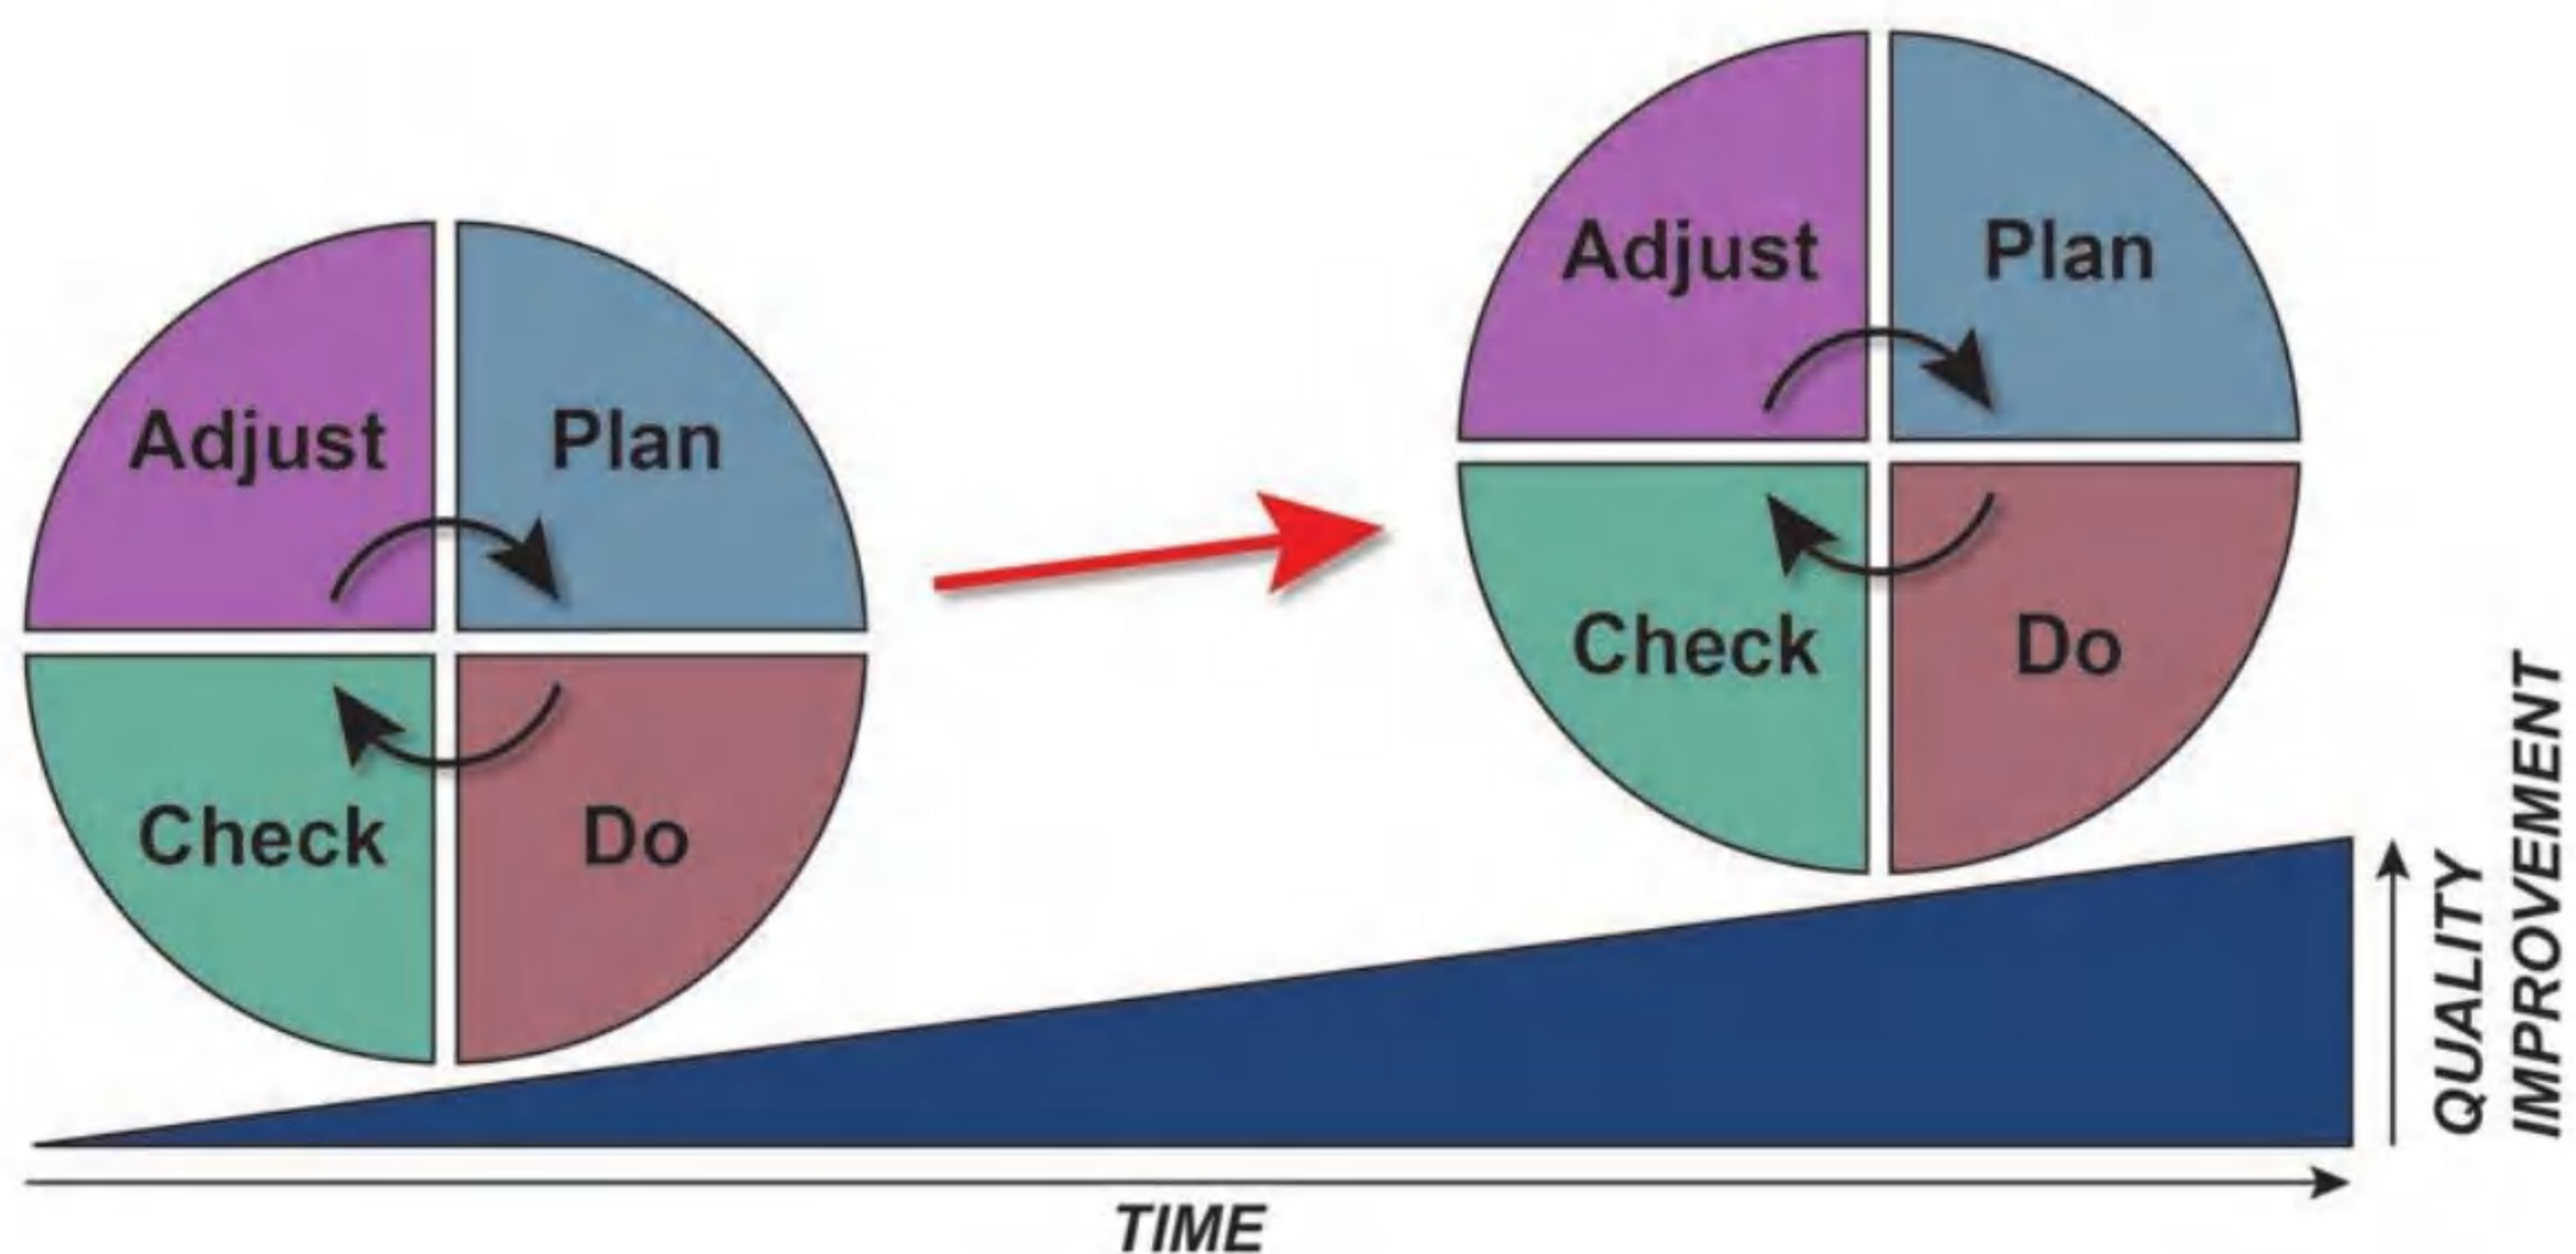 Adjust
Plan
Check
Do
Adjust
Plan
Check
Do
QUALITY
IMPROVEMENT
TIME